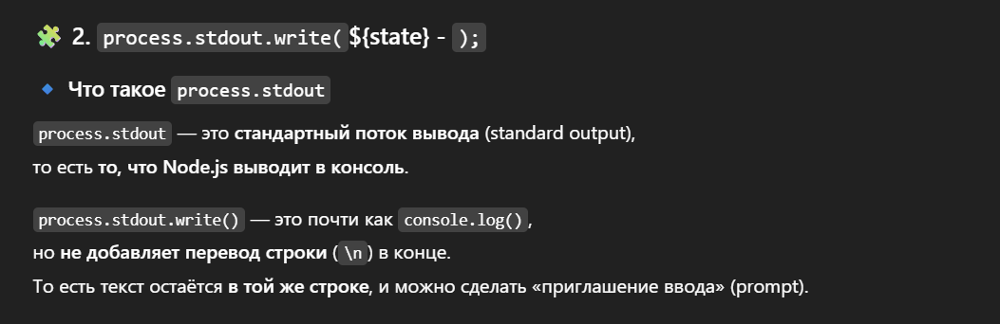 🧩 2. process.stdout.write(${state} - );
🔹 Что такое process.stdout
process.stdout — это стандартный поток вывода (standard output),
то есть то, что Node.js выводит в консоль.
process.stdout.write() — это почти как console.log(),
но не добавляет перевод строки (\n) в конце.
То есть текст остаётся в той же строке, и можно сделать «приглашение ввода» (prompt).